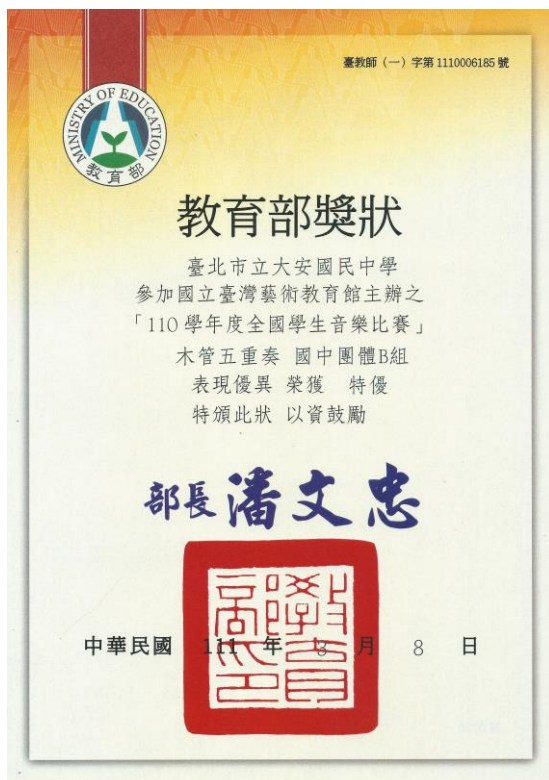 臺教師(一)字第1110006185號
MINISTRY OF EDUCATION
教育部
教育部獎狀
臺北市立大安國民中學
參加國立臺灣藝術教育館主辦之
「110學年度全國學生音樂比賽」
木管五重奏 國中團體B組
表現優異 榮獲 特優
特頒此狀 以資鼓勵
部長潘文忠
教育部印
中華民國 111 年 3 月 8 日